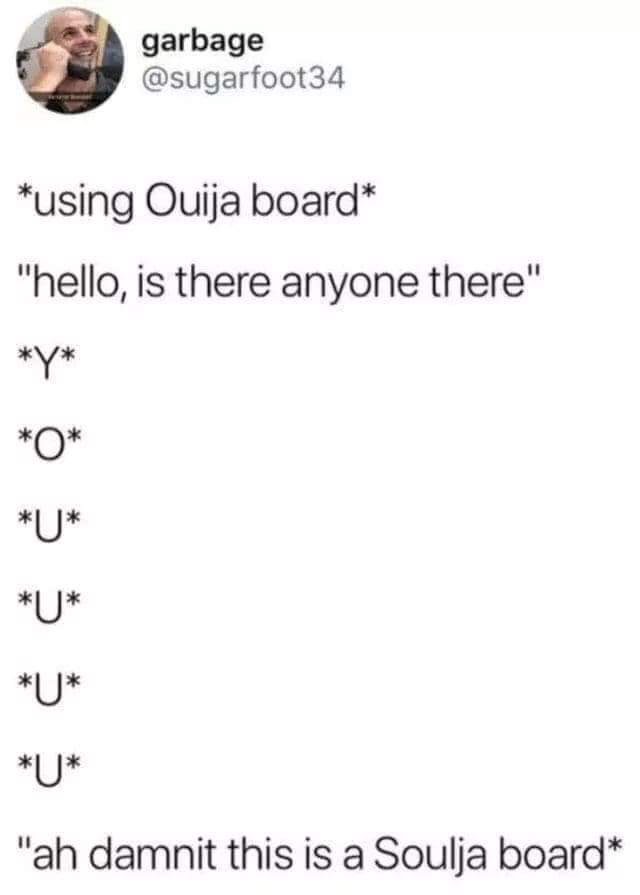 garbage
@sugarfoot34
*using Ouija board*
"hello, is there anyone there"
*Y*
*O*
*U*
*U*
*U*
*U*
"ah damnit this is a Soulja board*